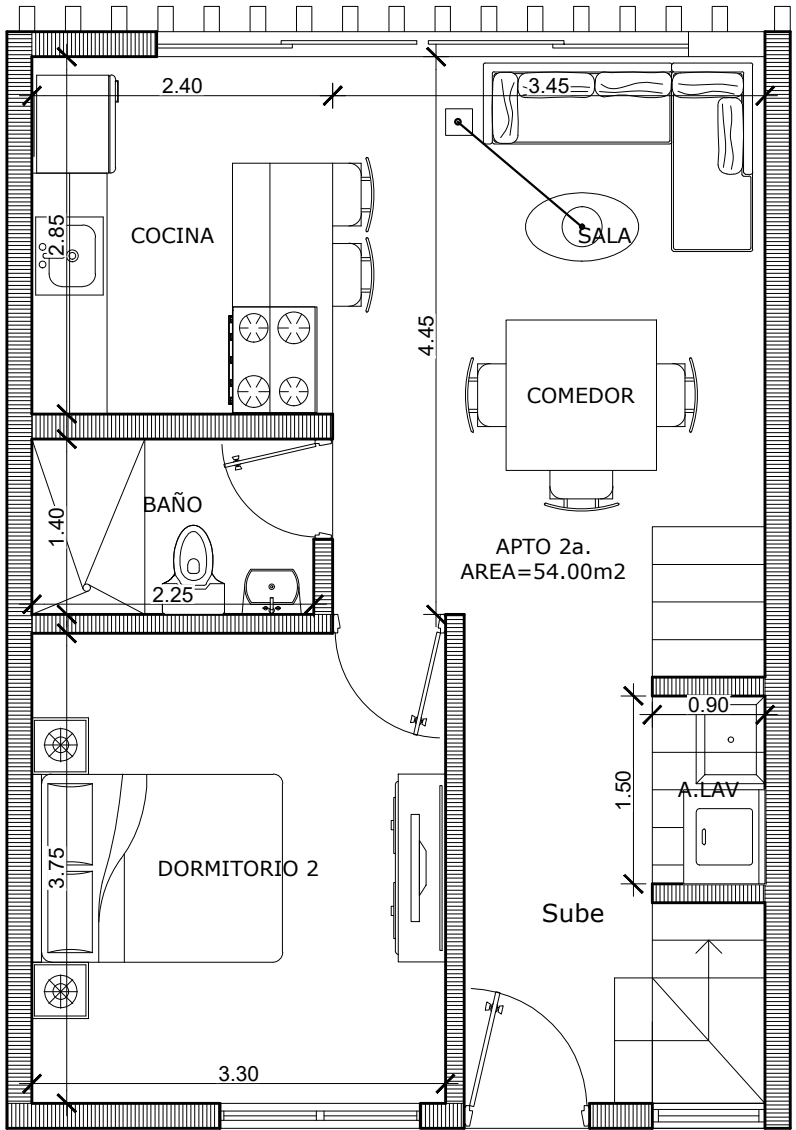 2.40
3.45
COCINA
2.85
SALA
4.45
COMEDOR
BAÑO
1.40
APTO 2a.
AREA=54.00m2
2.25
0.90
1.50
A.LAV
3.75
DORMITORIO 2
Sube
3.30